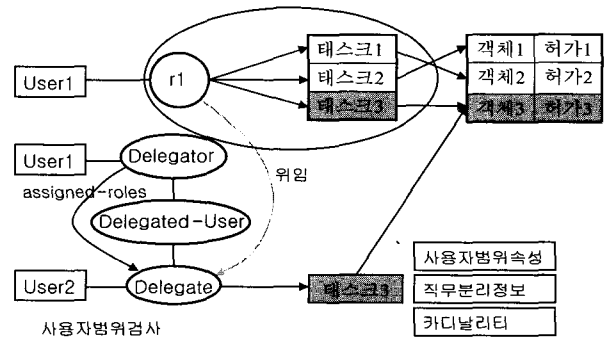 태스크1
객체1 허가1
User1
r1
태스크2
객체2 허가2
태스크3
객체3 허가3
User1
Delegator
위임
assigned-roles
Delegated-User
사용자범위속성
User2
Delegate
태스크3
직무분리정보
카디날리티
사용자범위검사